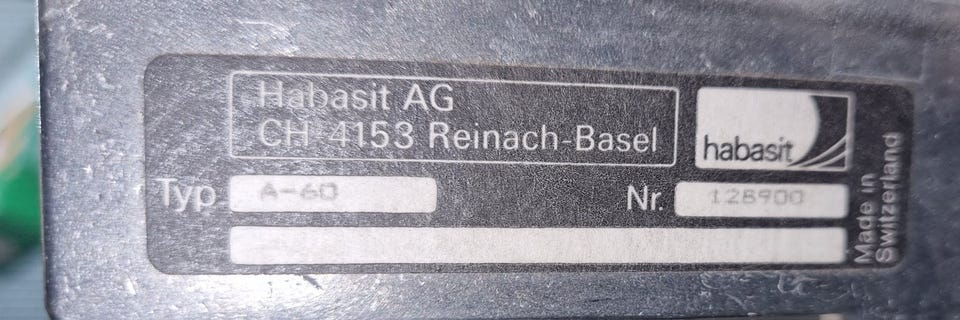 Habasit AG
CH-4153 Reinach-Basel
habasit
Typ A-60
Nr. 128900
Made in
Switzerland